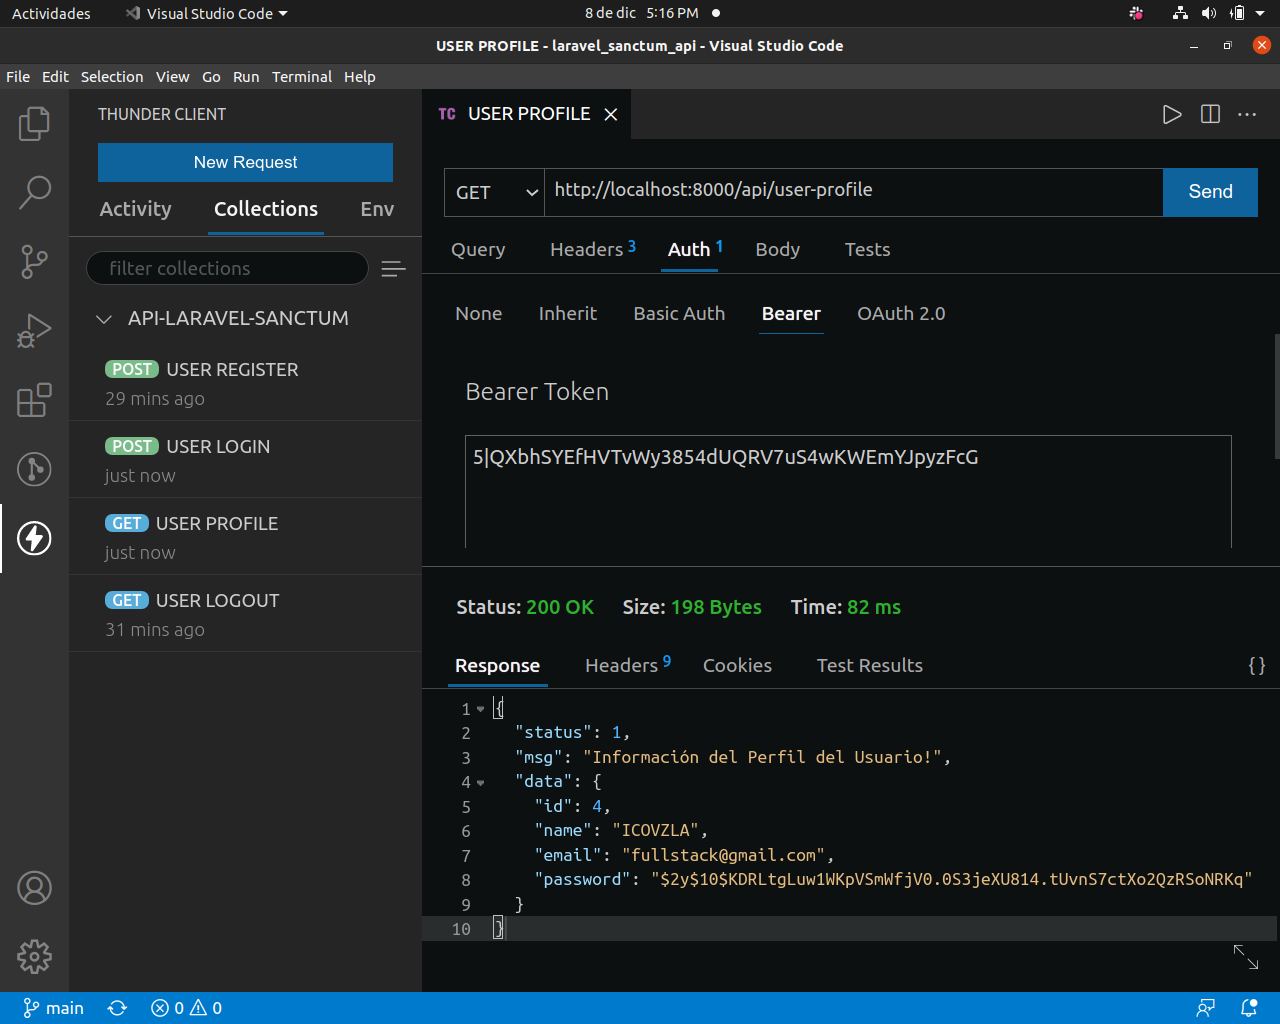 Actividades Visual Studio Code 8 de dic 5:16 PM
USER PROFILE - laravel_sanctum_api - Visual Studio Code
File Edit Selection View Go Run Terminal Help
THUNDER CLIENT
New Request
Activity Collections Env
filter collections
API-LARAVEL-SANCTUM
POST USER REGISTER
29 mins ago
POST USER LOGIN
just now
GET USER PROFILE
just now
GET USER LOGOUT
31 mins ago
TC USER PROFILE
GET http://localhost:8000/api/user-profile Send
Query Headers 3 Auth 1 Body Tests
None Inherit Basic Auth Bearer OAuth 2.0
Bearer Token
5|QXbhSYEfHVTvWy3854dUQRV7uS4wKWEmYJpyzFcG
Status: 200 OK Size: 198 Bytes Time: 82 ms
Response Headers 9 Cookies Test Results {}
1 {
2 "status": 1,
3 "msg": "Información del Perfil del Usuario!",
4 "data": {
5 "id": 4,
6 "name": "ICOVZLA",
7 "email": "fullstack@gmail.com",
8 "password": "$2y$10$KDRLtgLuw1WKpVSmWfjV0.0S3jeXU814.tUvnS7ctXo2QzRSoNRKq"
9 }
10 }
main 0 0